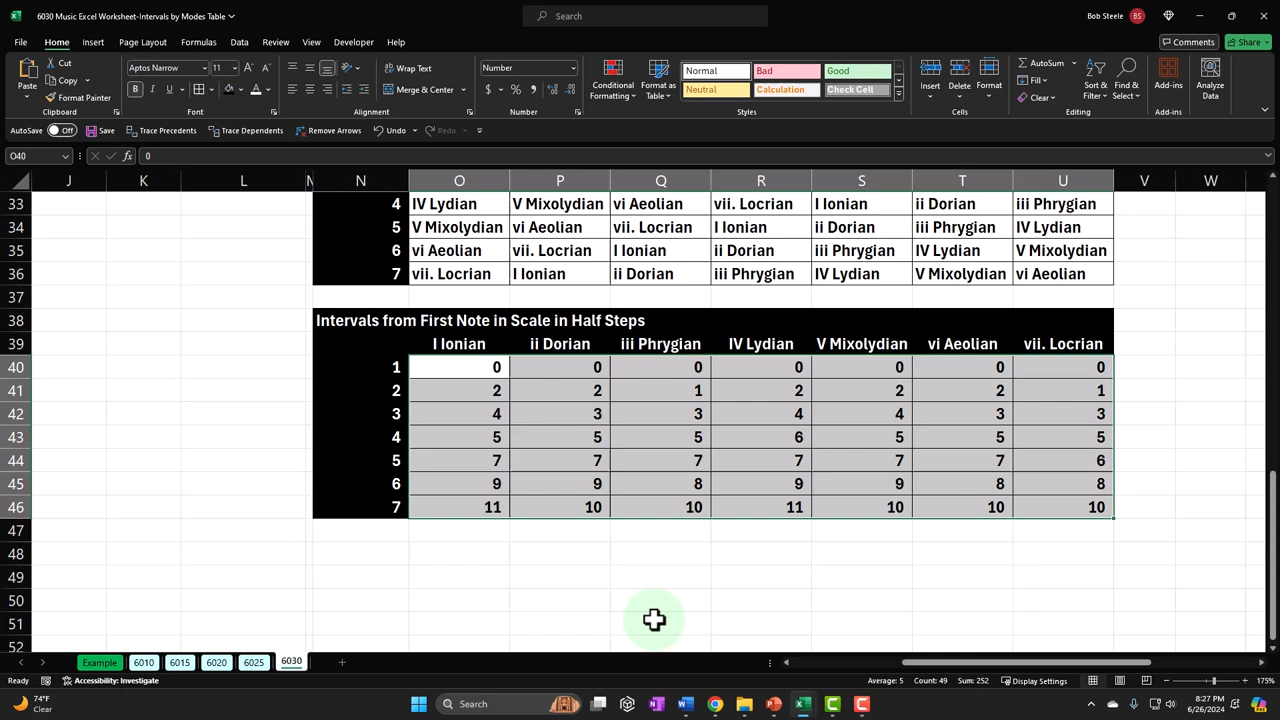 6030 Music Excel Worksheet-Intervals by Modes Table
Search
Bob Steele BS
File Home Insert Page Layout Formulas Data Review View Developer Help
Comments Share
Paste
Cut
Copy
Format Painter
Clipboard
Aptos Narrow 11
B I U
Font
Wrap Text
Merge & Center
Alignment
Number
$ % 
Number
Conditional Formatting
Format as Table
Normal Bad Good
Neutral Calculation Check Cell
Styles
Insert Delete Format
Cells
AutoSum
Fill
Clear
Sort & Filter
Find & Select
Editing
Add-ins
Add-ins
Analyze Data
AutoSave Off Save Trace Precedents Trace Dependents Remove Arrows Undo Redo
O40 fx 0
J K L M N O P Q R S T U V W
33 4 IV Lydian V Mixolydian vi Aeolian vii. Locrian I Ionian ii Dorian iii Phrygian
34 5 V Mixolydian vi Aeolian vii. Locrian I Ionian ii Dorian iii Phrygian IV Lydian
35 6 vi Aeolian vii. Locrian I Ionian ii Dorian iii Phrygian IV Lydian V Mixolydian
36 7 vii. Locrian I Ionian ii Dorian iii Phrygian IV Lydian V Mixolydian vi Aeolian
37
38 Intervals from First Note in Scale in Half Steps
39 I Ionian ii Dorian iii Phrygian IV Lydian V Mixolydian vi Aeolian vii. Locrian
40 1 0 0 0 0 0 0 0
41 2 2 2 1 2 2 2 1
42 3 4 3 3 4 4 3 3
43 4 5 5 5 6 5 5 5
44 5 7 7 7 7 7 7 6
45 6 9 9 8 9 9 8 8
46 7 11 10 10 11 10 10 10
47
48
49
50
51
52
Example 6010 6015 6020 6025 6030
Ready Accessibility: Investigate Average: 5 Count: 49 Sum: 252 Display Settings 175%
74°F
Clear
Search
8:27 PM
6/26/2024